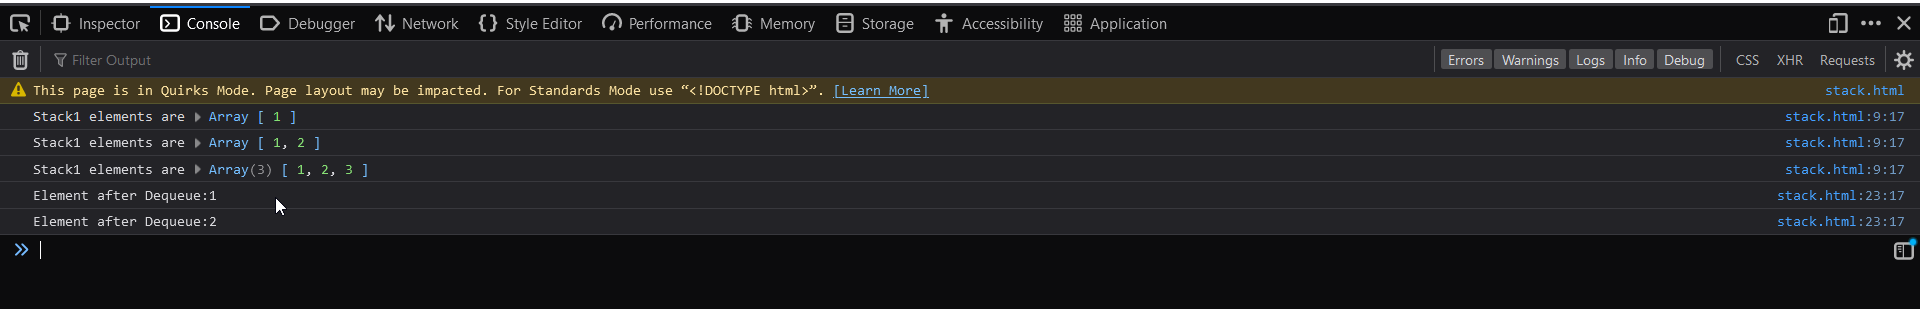 Inspector Console Debugger Network Style Editor Performance Memory Storage Accessibility Application
Filter Output Errors Warnings Logs Info Debug CSS XHR Requests
This page is in Quirks Mode. Page layout may be impacted. For Standards Mode use “<!DOCTYPE html>”. [Learn More] stack.html
Stack1 elements are Array [ 1 ] stack.html:9:17
Stack1 elements are Array [ 1, 2 ] stack.html:9:17
Stack1 elements are Array(3) [ 1, 2, 3 ] stack.html:9:17
Element after Dequeue:1 stack.html:23:17
Element after Dequeue:2 stack.html:23:17